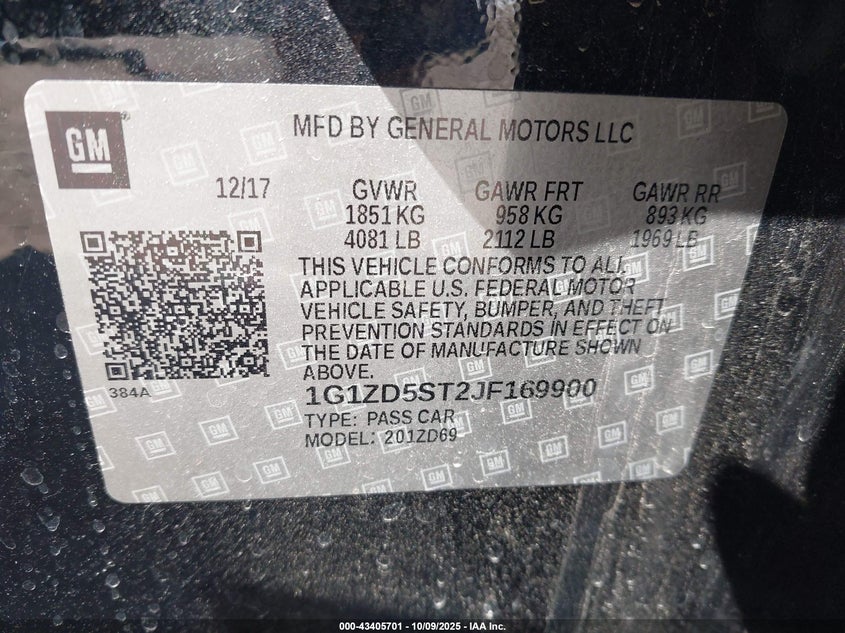 GM
MFD BY GENERAL MOTORS LLC
12/17 GVWR GAWR FRT GAWR RR
1851 KG 958 KG 893 KG
4081 LB 2112 LB 1969 LB
THIS VEHICLE CONFORMS TO ALL
APPLICABLE U.S. FEDERAL MOTOR
VEHICLE SAFETY, BUMPER, AND THEFT
PREVENTION STANDARDS IN EFFECT ON
THE DATE OF MANUFACTURE SHOWN
ABOVE.
384A
1G1ZD5ST2JF169900
TYPE: PASS CAR
MODEL: 201ZD69
000-43405701 - 10/09/2025 - IAA Inc.